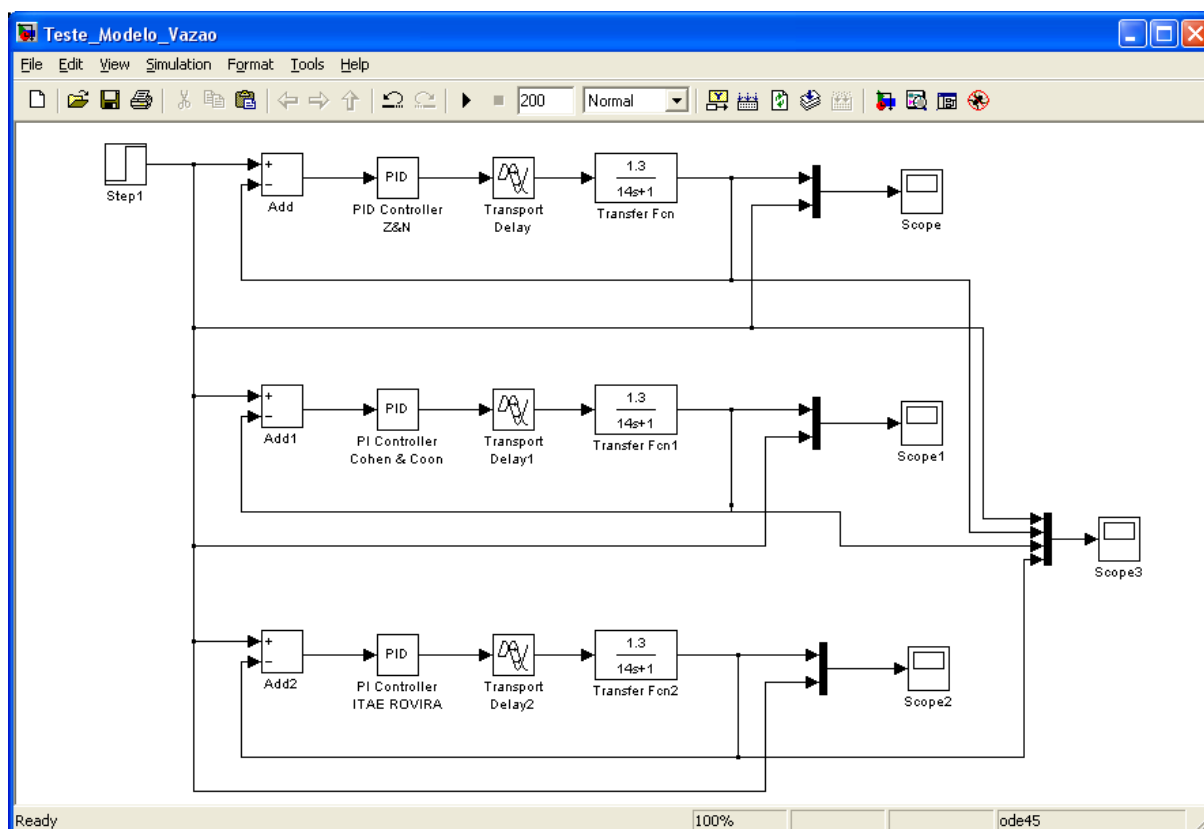 Teste_Modelo_Vazao
File Edit View Simulation Format Tools Help
200 Normal
Step1
+
−
Add
PID
PID Controller
Z&N
Transport
Delay
1.3
14s+1
Transfer Fcn
Scope
+
−
Add1
PID
PI Controller
Cohen & Coon
Transport
Delay1
1.3
14s+1
Transfer Fcn1
Scope1
Scope3
+
−
Add2
PID
PI Controller
ITAE ROVIRA
Transport
Delay2
1.3
14s+1
Transfer Fcn2
Scope2
Ready 100% ode45